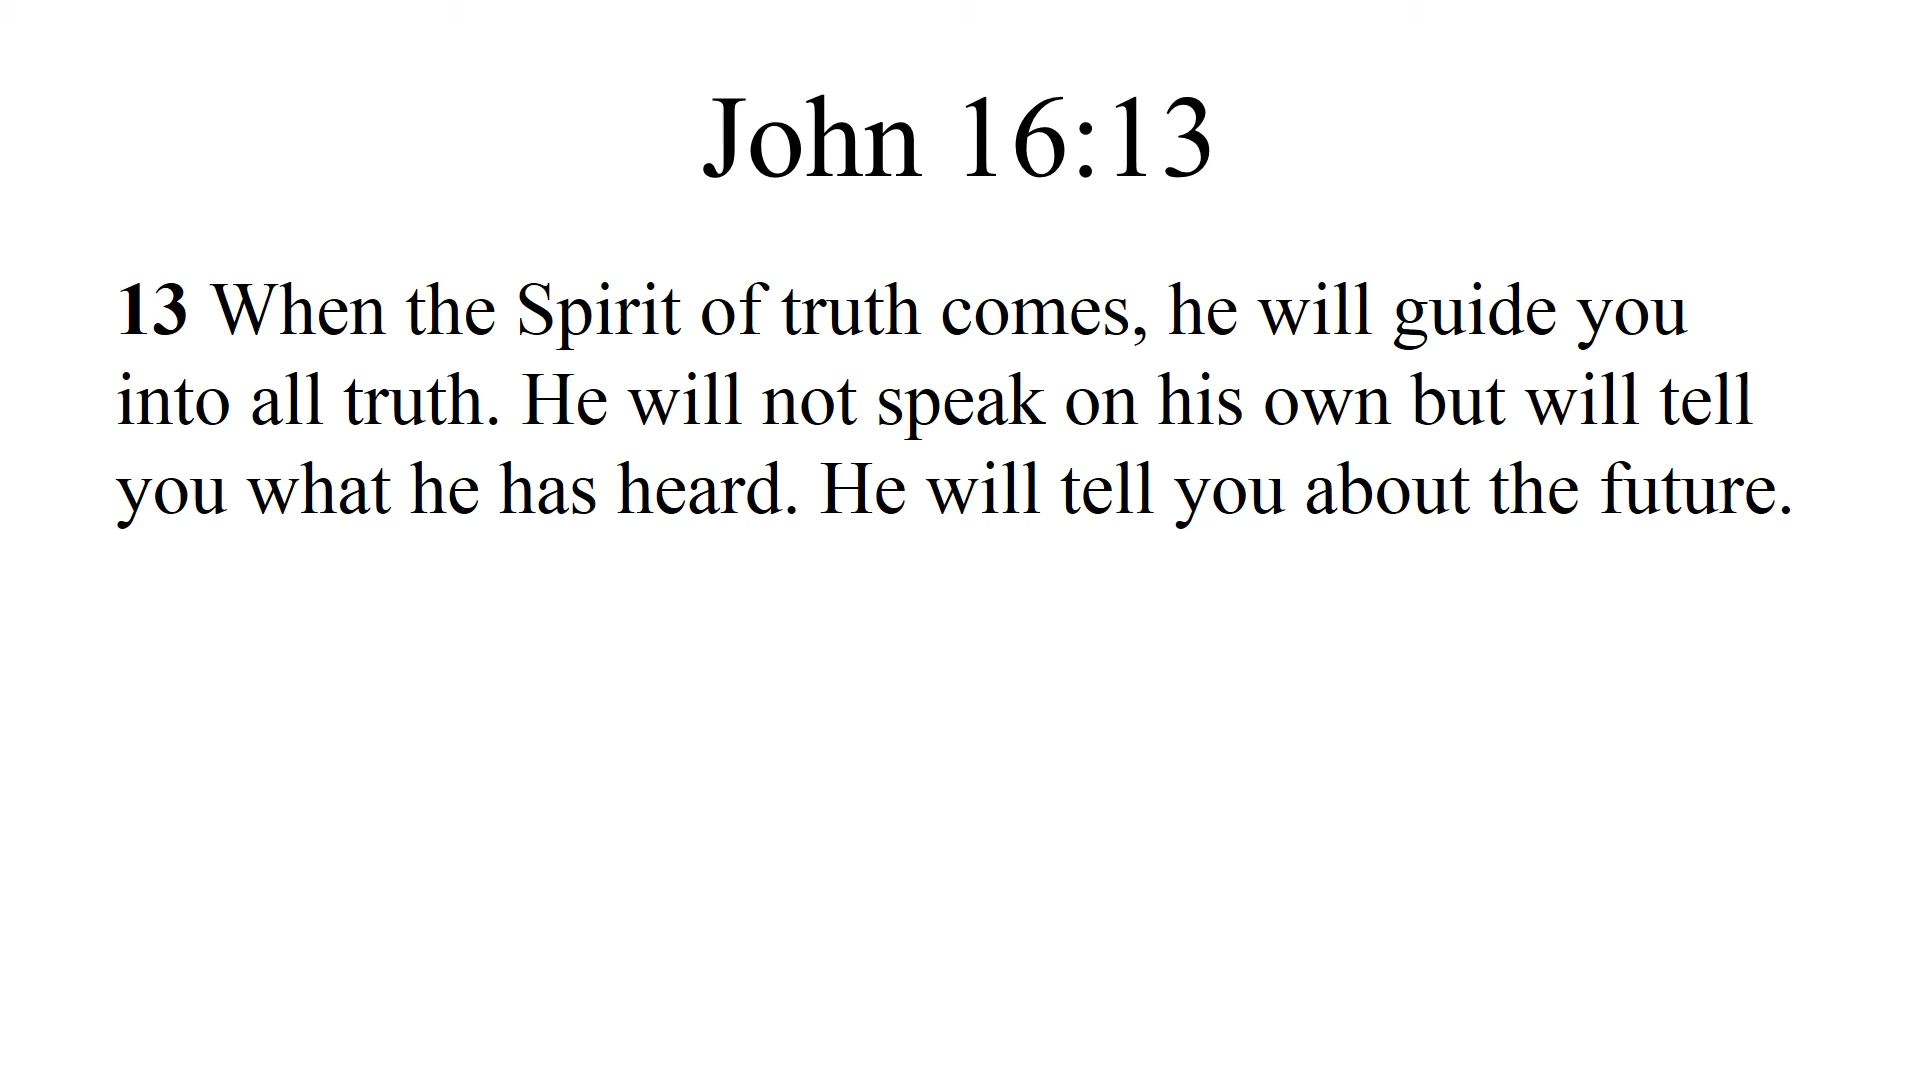 John 16:13
13 When the Spirit of truth comes, he will guide you
into all truth. He will not speak on his own but will tell
you what he has heard. He will tell you about the future.